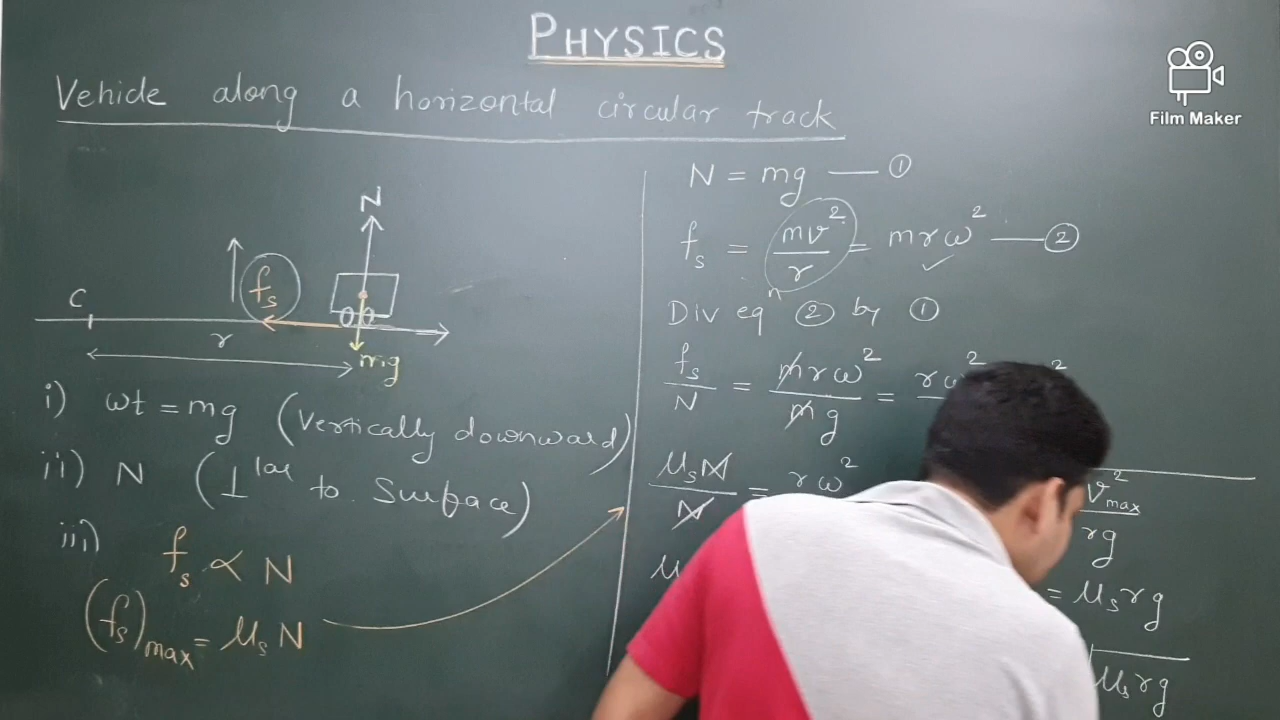 PHYSICS
Film Maker
Vehicle along a horizontal circular track
N
fs
C
r
mg
i) wt = mg (Vertically downward)
ii) N (⊥lar to Surface)
iii) fs ∝ N
(fs)max = μs N
N = mg — ①
fs = mv²/r = mrω² — ②
Div eqn ② by ①
fs/N = mrω²/mg = rω²
μsN/N = rω²
μ
v²max/rg
= μs rg
√μs rg